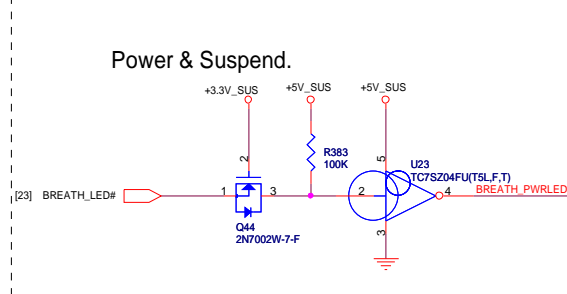 Power & Suspend.
+3.3V_SUS
+5V_SUS
+5V_SUS
R383
100K
U23
TC7SZ04FU(T5L,F,T)
2
5
[23] BREATH_LED#
1
3
2
4
BREATH_PWRLED
3
Q44
2N7002W-7-F